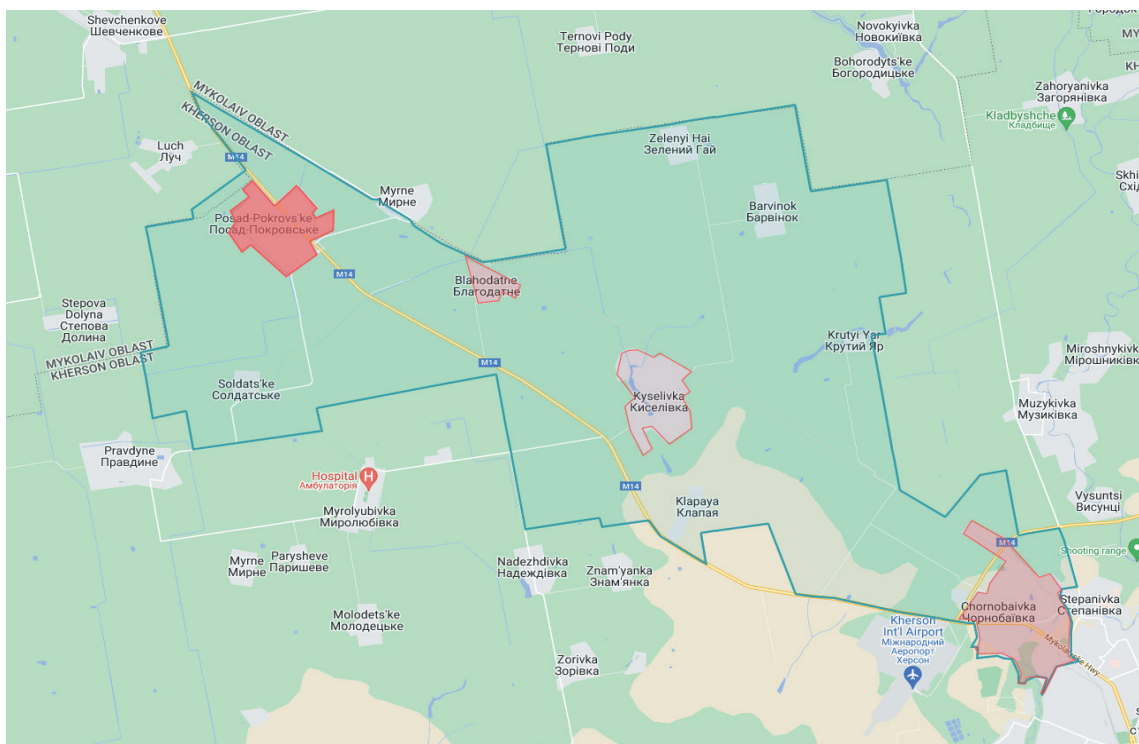 Shevchenkove
Шевченкове
Ternovi Pody
Тернові Поди
Novokyivka
Новокиївка
Bohorodyts'ke
Богородицьке
Zahoryanivka
Загорянівка
Kladbyshche
Кладбище
MYKOLAIV OBLAST
KHERSON OBLAST
Luch
Луч
M14
Zelenyi Hai
Зелений Гай
Myrne
Мирне
Barvinok
Барвінок
Posad-Pokrovs'ke
Посад-Покровське
M14
Blahodatne
Благодатне
Stepova
Dolyna
Степова
Долина
MYKOLAIV OBLAST
KHERSON OBLAST
Krutyi Yar
Крутий Яр
Miroshnykivka
Мірошниківка
M14
Soldats'ke
Солдатське
Kyselivka
Киселівка
Muzykivka
Музиківка
Pravdyne
Правдине
Hospital
Амбулаторія
H
M14
Klapaya
Клапая
Vysuntsi
Висунці
Myrolyubivka
Миролюбівка
M14
Shooting range
Myrne
Мирне
Parysheve
Паришеве
Nadezhdivka
Надеждівка
Znam'yanka
Знам'янка
Stepanivka
Степанівка
Chornobaivka
Чорнобаївка
Molodets'ke
Молодецьке
Kherson
Int'l Airport
Міжнародний
Аеропорт
Херсон
Mykolaivske Hwy
Zorivka
Зорівка